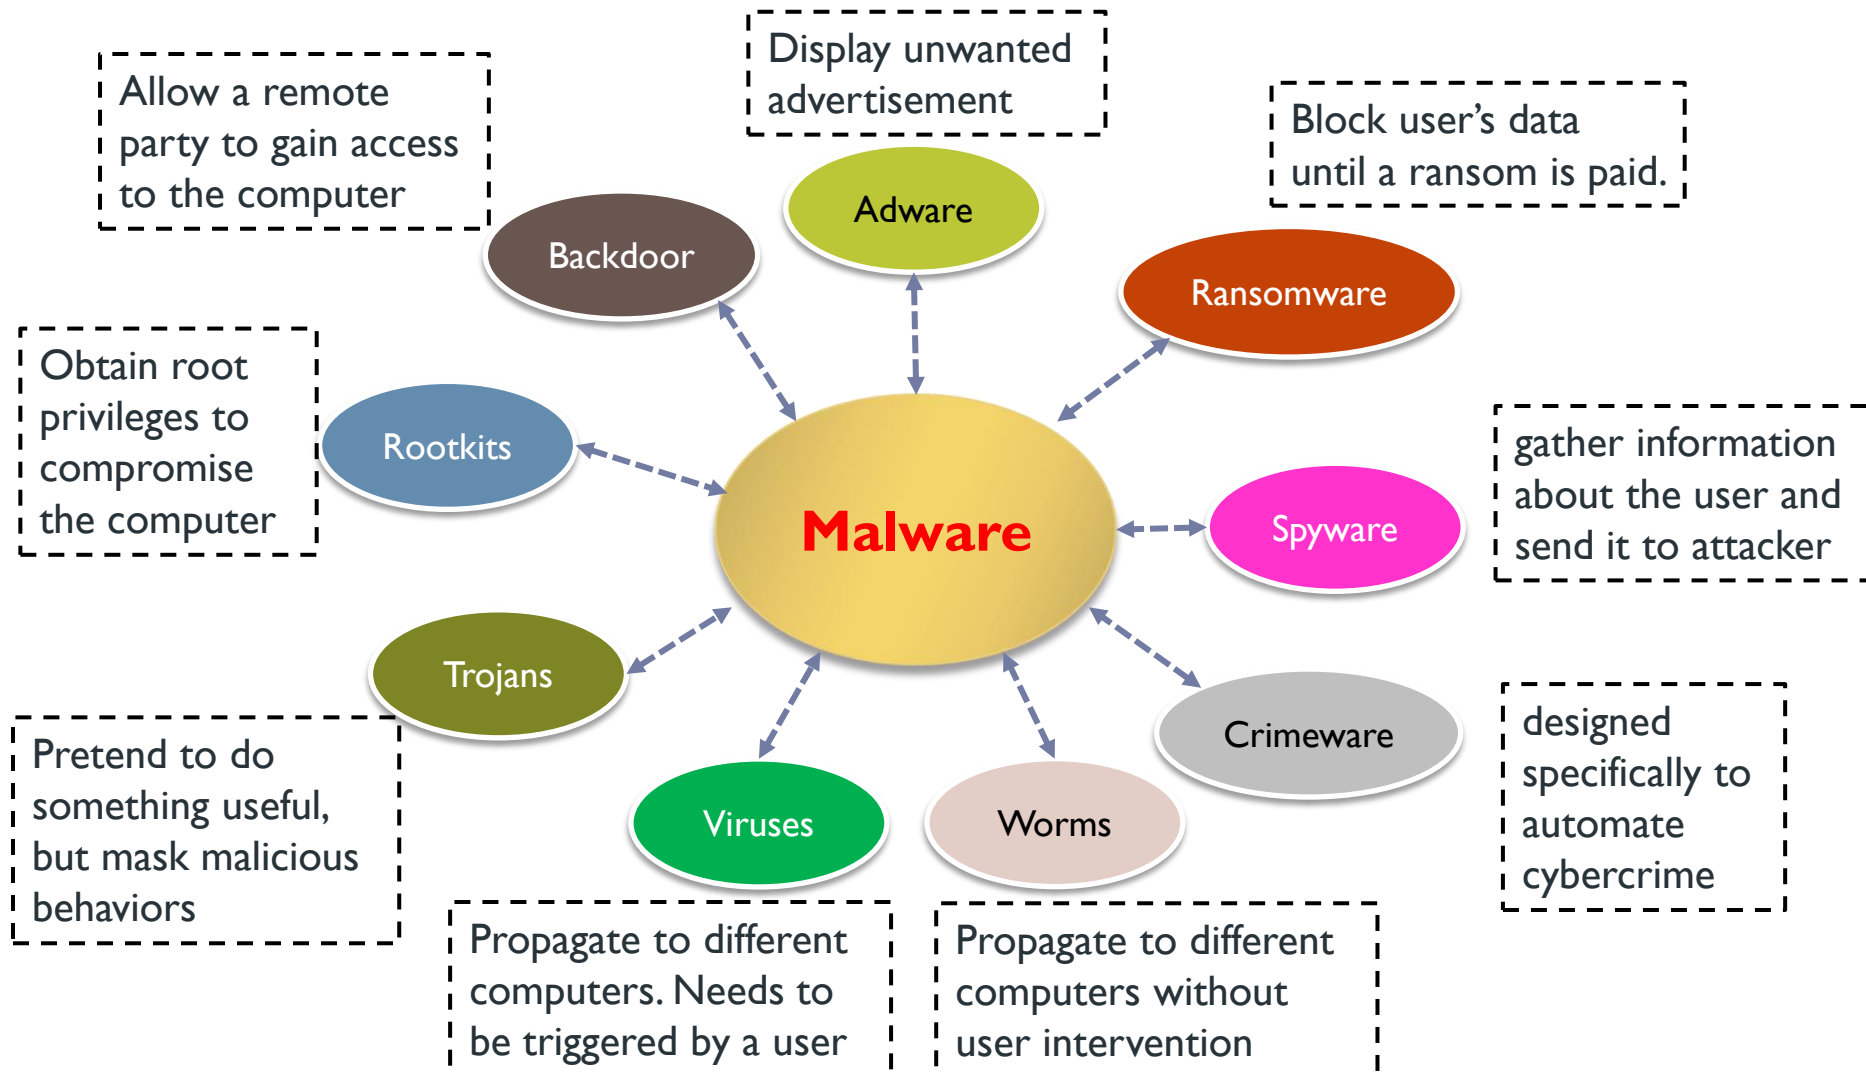 Display unwanted
advertisement
Allow a remote
party to gain access
to the computer
Block user’s data
until a ransom is paid.
Adware
Backdoor
Ransomware
Obtain root
privileges to
compromise
the computer
Rootkits
gather information
about the user and
send it to attacker
Malware
Spyware
Trojans
Crimeware
designed
specifically to
automate
cybercrime
Pretend to do
something useful,
but mask malicious
behaviors
Viruses
Worms
Propagate to different
computers. Needs to
be triggered by a user
Propagate to different
computers without
user intervention